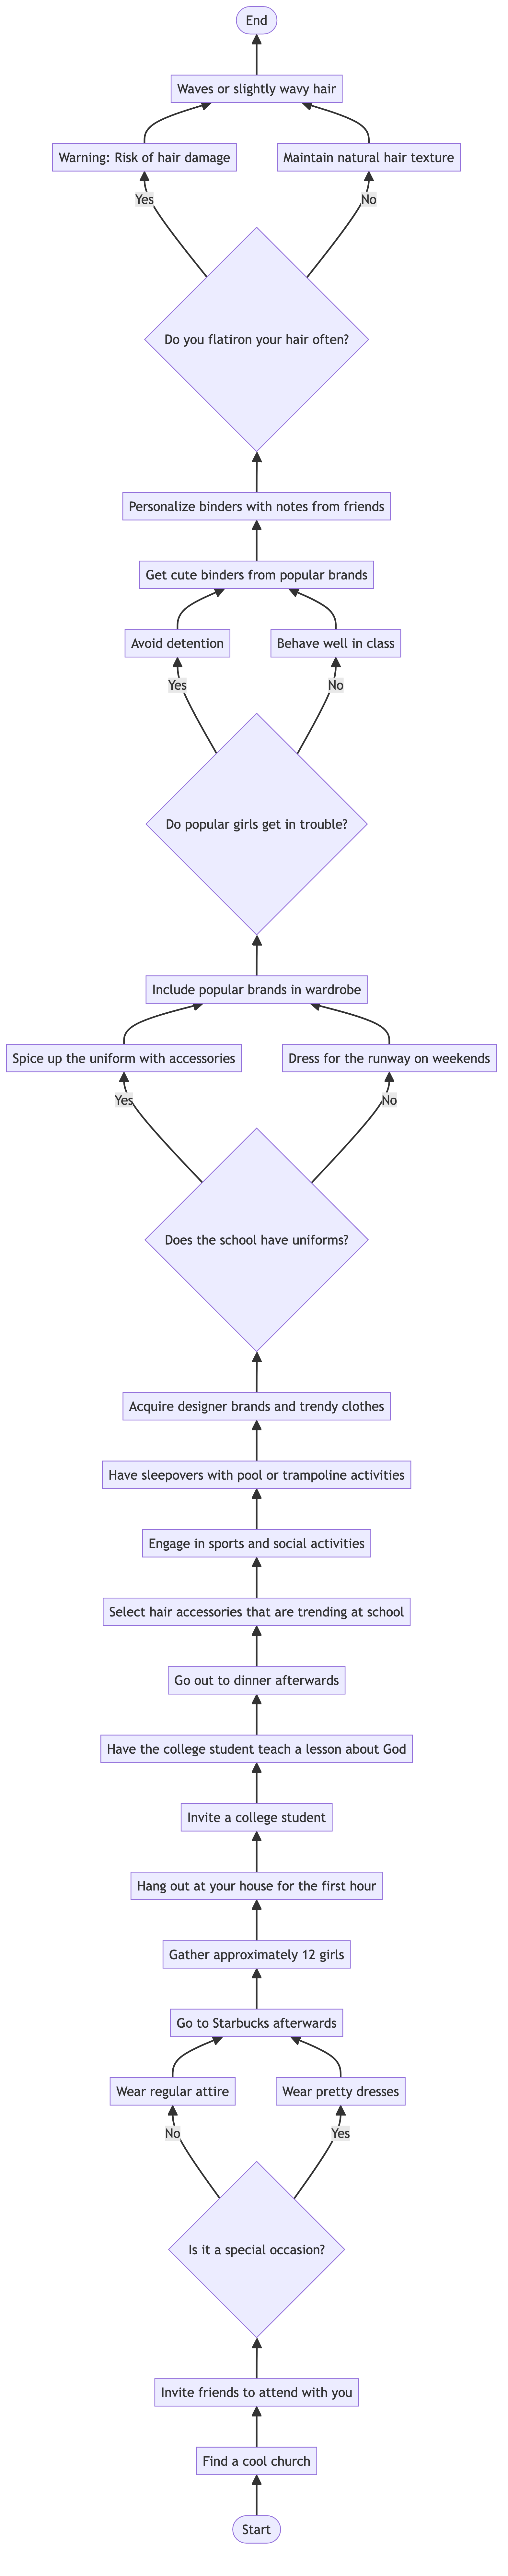 End
Waves or slightly wavy hair
Warning: Risk of hair damage
Maintain natural hair texture
Yes
No
Do you flatiron your hair often?
Personalize binders with notes from friends
Get cute binders from popular brands
Avoid detention
Behave well in class
Yes
No
Do popular girls get in trouble?
Include popular brands in wardrobe
Spice up the uniform with accessories
Dress for the runway on weekends
Yes
No
Does the school have uniforms?
Acquire designer brands and trendy clothes
Have sleepovers with pool or trampoline activities
Engage in sports and social activities
Select hair accessories that are trending at school
Go out to dinner afterwards
Have the college student teach a lesson about God
Invite a college student
Hang out at your house for the first hour
Gather approximately 12 girls
Go to Starbucks afterwards
Wear regular attire
Wear pretty dresses
No
Yes
Is it a special occasion?
Invite friends to attend with you
Find a cool church
Start